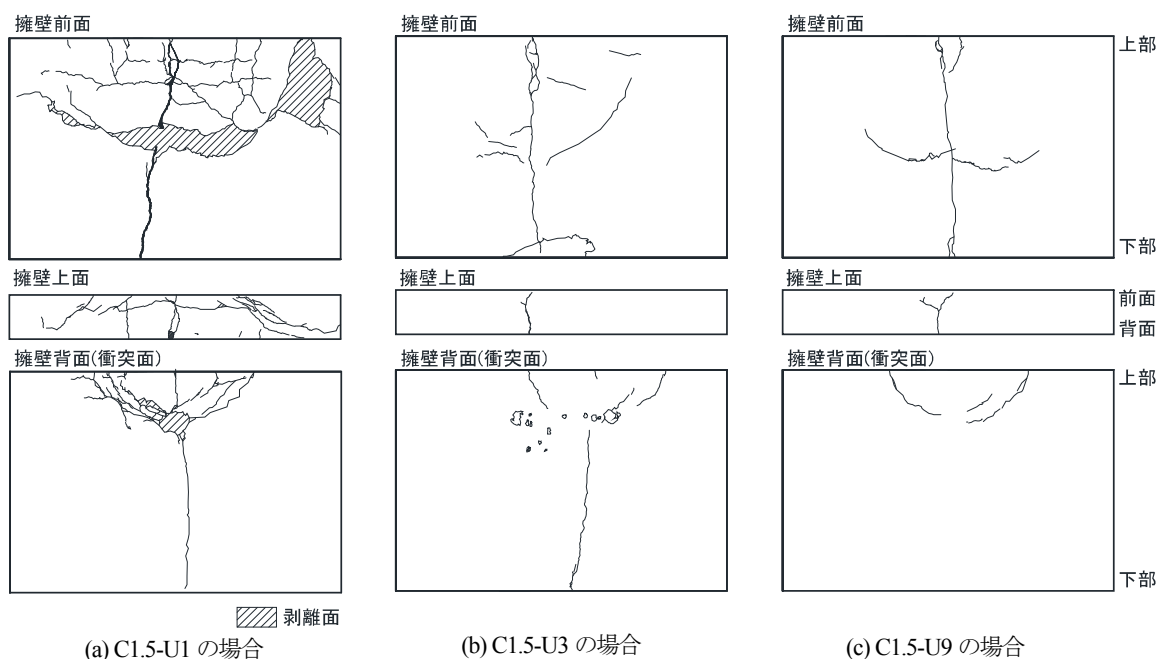 擁壁前面
擁壁前面
擁壁前面
上部
下部
擁壁上面
擁壁上面
擁壁上面
前面
背面
擁壁背面(衝突面)
擁壁背面(衝突面)
擁壁背面(衝突面)
上部
下部
剥離面
(a) C1.5-U1 の場合
(b) C1.5-U3 の場合
(c) C1.5-U9 の場合